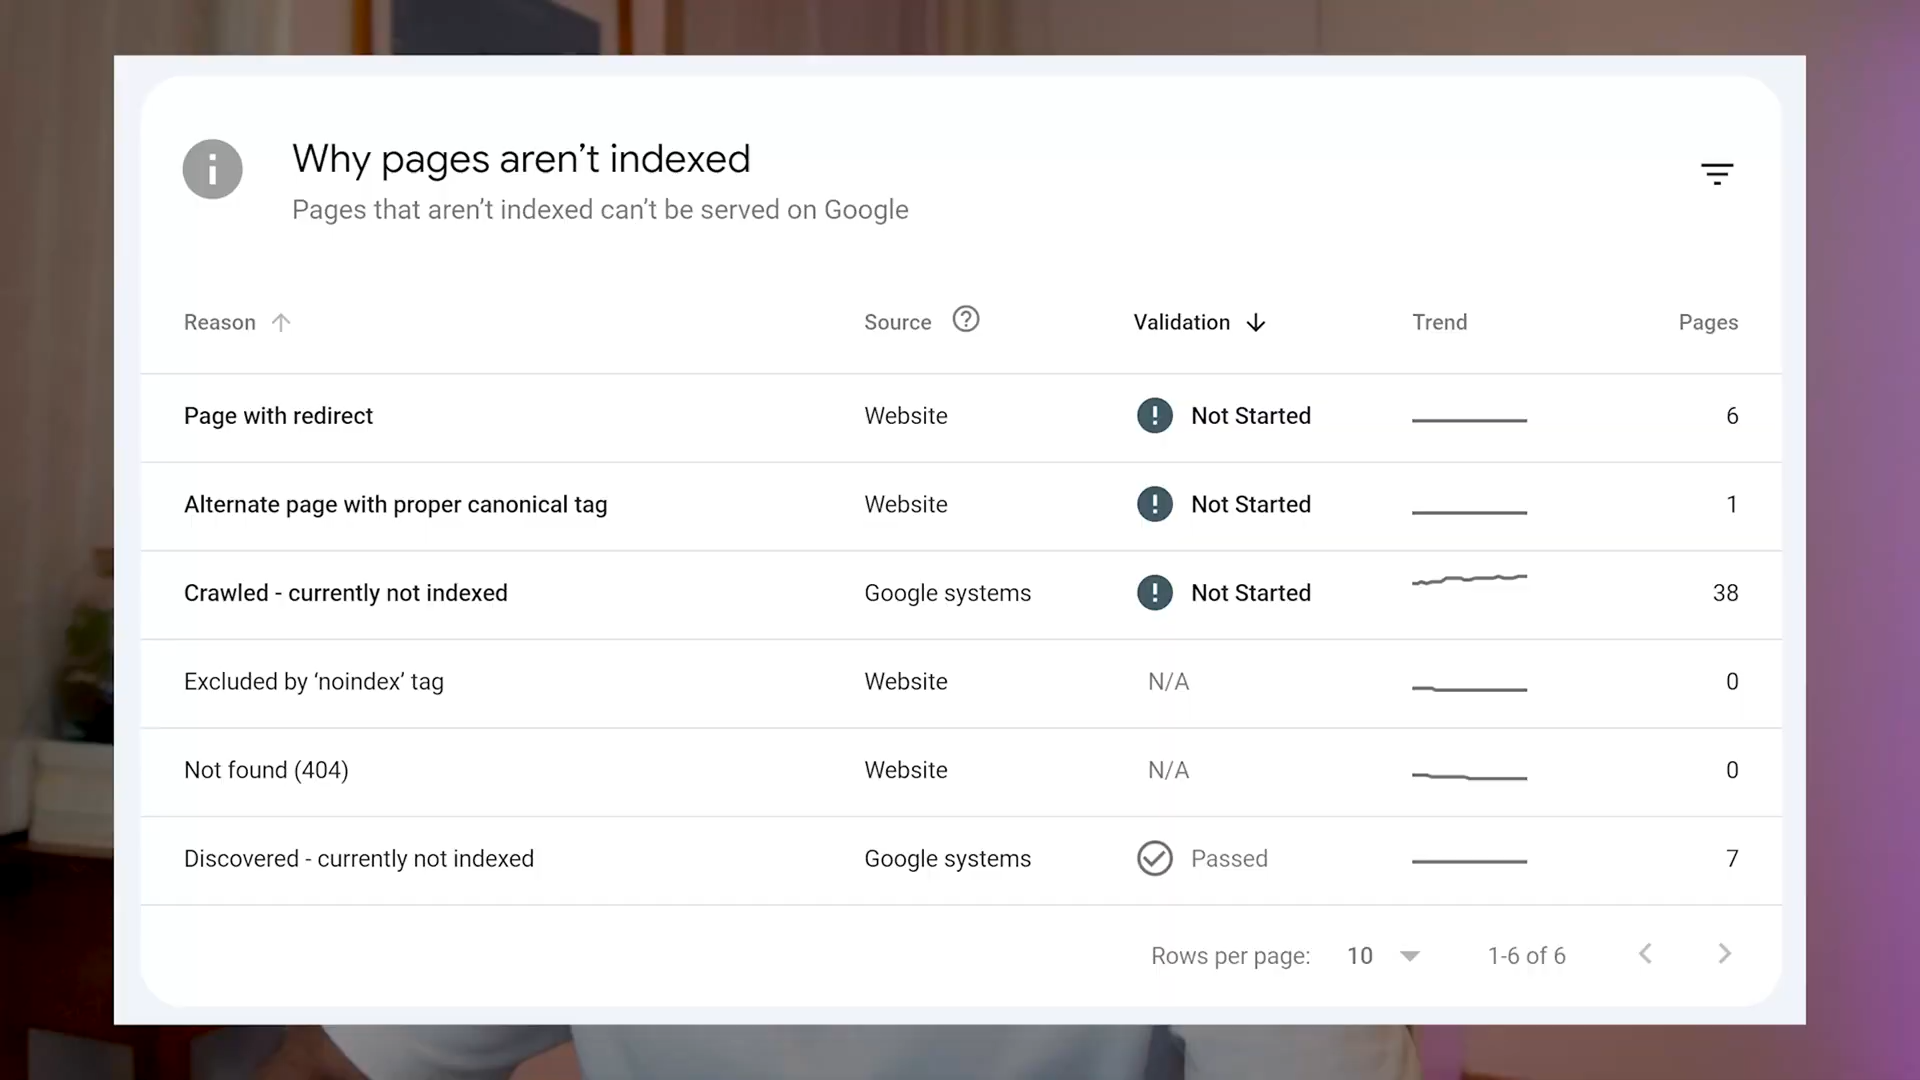 Why pages aren’t indexed
Pages that aren’t indexed can’t be served on Google
Reason Source Validation Trend Pages
Page with redirect Website Not Started 6
Alternate page with proper canonical tag Website Not Started 1
Crawled - currently not indexed Google systems Not Started 38
Excluded by ‘noindex’ tag Website N/A 0
Not found (404) Website N/A 0
Discovered - currently not indexed Google systems Passed 7
Rows per page: 10 1-6 of 6